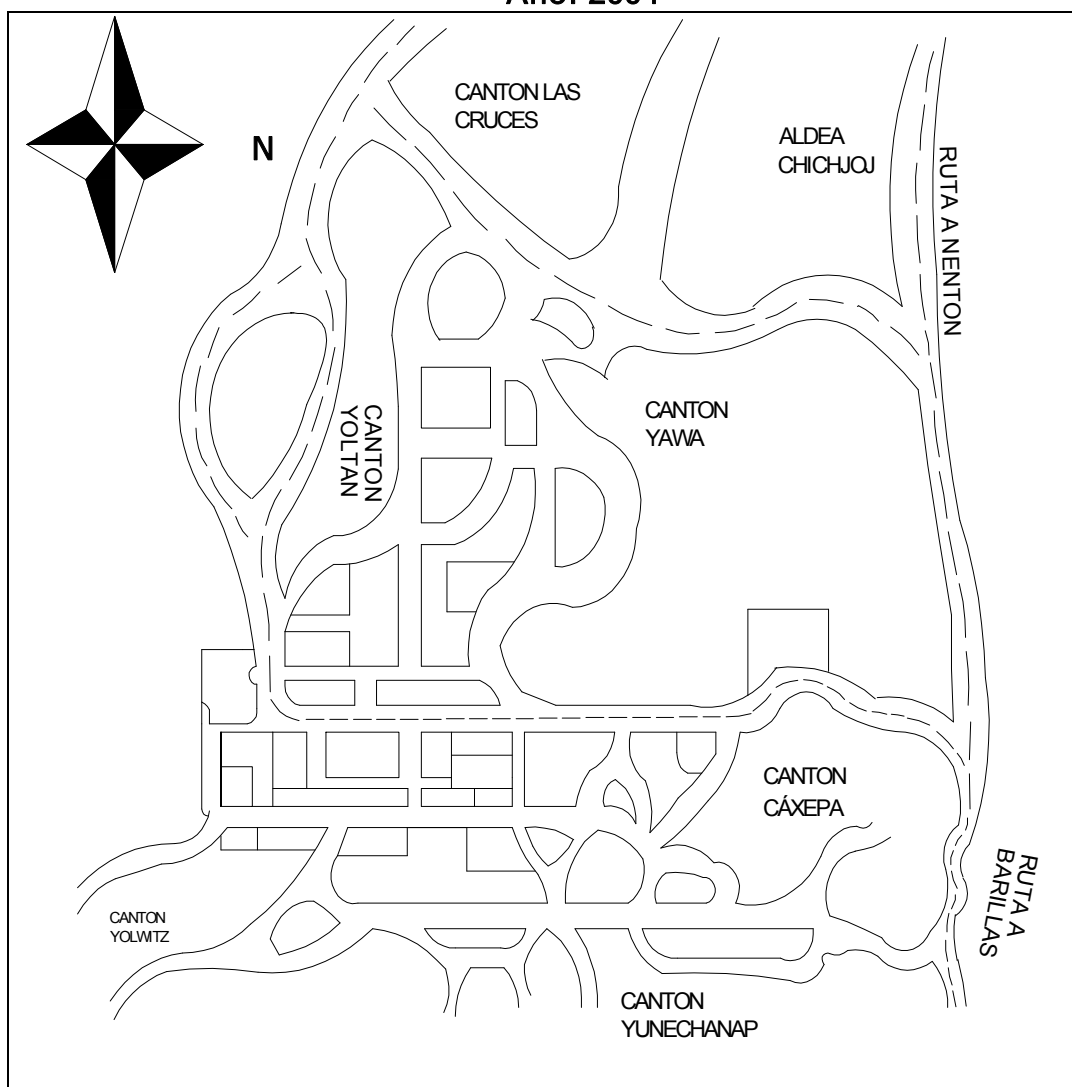 N
CANTON LAS
CRUCES
ALDEA
CHICHJOJ
RUTA A NENTON
CANTON
YOLTAN
CANTON
YAWA
CANTON
CÁXEPA
RUTA A
BARILLAS
CANTON
YOLWITZ
CANTON
YUNECHANAP